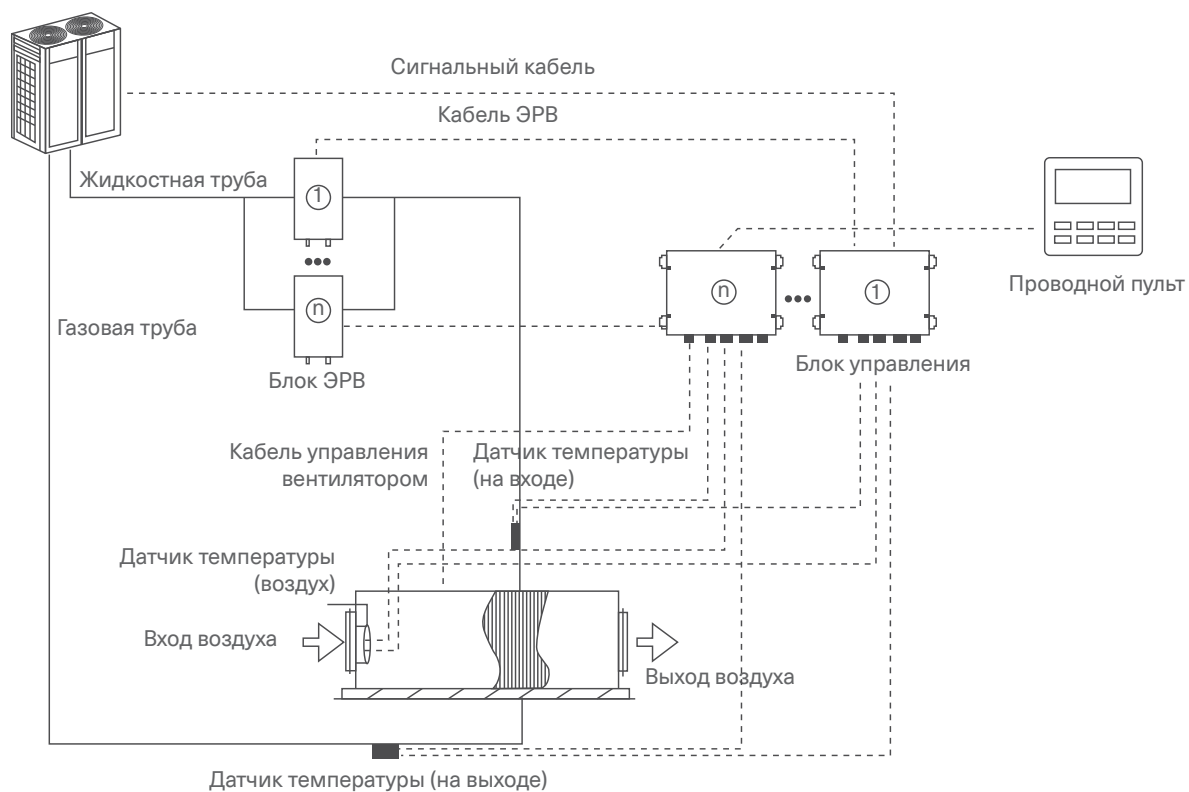 Сигнальный кабель
Кабель ЭРВ
Жидкостная труба
1
n
1
n
Проводной пульт
Газовая труба
Блок управления
Блок ЭРВ
Кабель управления
вентилятором
Датчик температуры
(на входе)
Датчик температуры
(воздух)
Вход воздуха
Выход воздуха
Датчик температуры (на выходе)